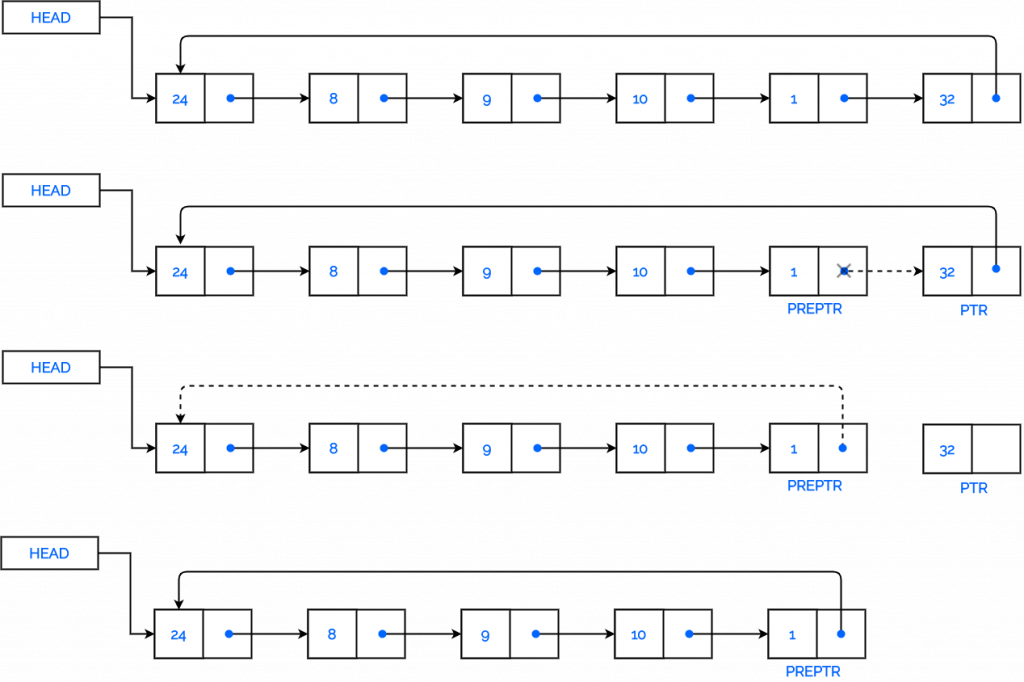 HEAD
24 8 9 10 1 32
HEAD
24 8 9 10 1 32
PREPTR PTR
HEAD
24 8 9 10 1 32
PREPTR PTR
HEAD
24 8 9 10 1
PREPTR